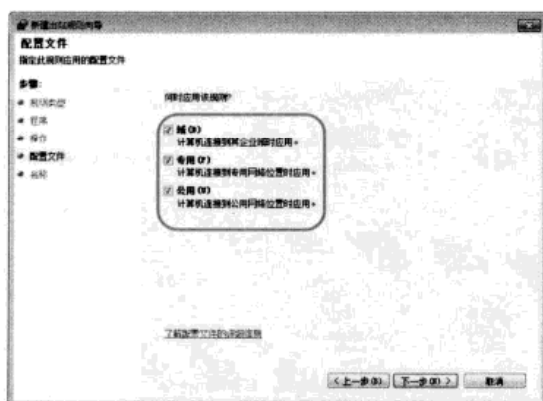 新建出站规则向导
配置文件
指定此规则应用的配置文件
步骤:
规则类型
程序
操作
配置文件
名称
何时应用该规则?
域(D)
计算机连接到其企业域时应用。
专用(P)
计算机连接到专用网络位置时应用。
公用(U)
计算机连接到公用网络位置时应用。
了解配置文件的详细信息
< 上一步(B)
下一步(N) >
取消